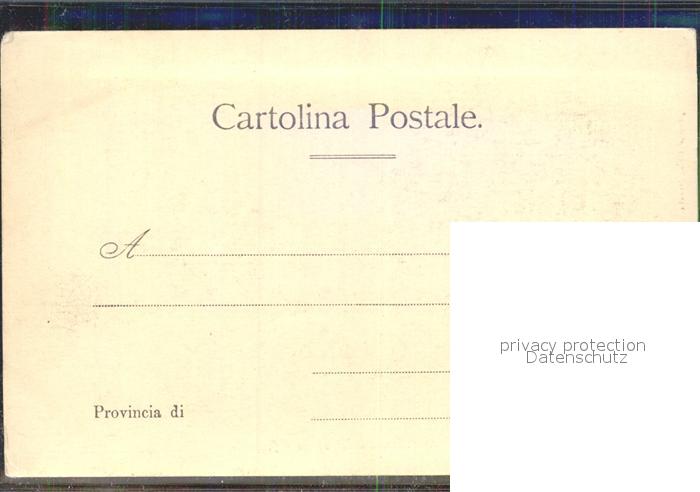 Cartolina Postale.
A
privacy protection
Datenschutz
Provincia di